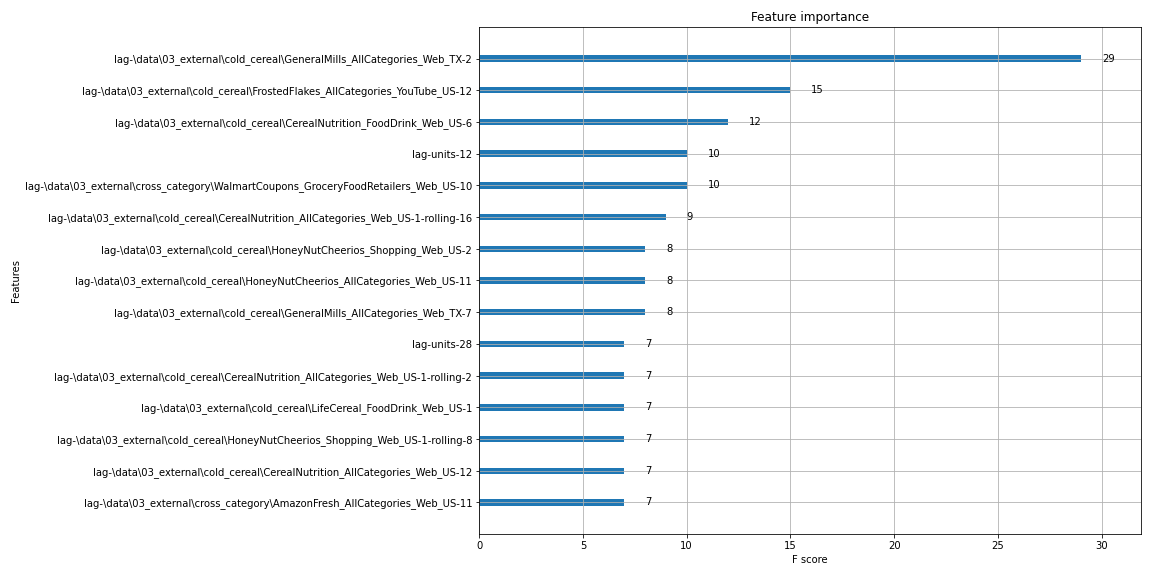 Feature importance
lag-\data\03_external\cold_cereal\GeneralMills_AllCategories_Web_TX-2 29
lag-\data\03_external\cold_cereal\FrostedFlakes_AllCategories_YouTube_US-12 15
lag-\data\03_external\cold_cereal\CerealNutrition_FoodDrink_Web_US-6 12
lag-units-12 10
lag-\data\03_external\cross_category\WalmartCoupons_GroceryFoodRetailers_Web_US-10 10
lag-\data\03_external\cold_cereal\CerealNutrition_AllCategories_Web_US-1-rolling-16 9
lag-\data\03_external\cold_cereal\HoneyNutCheerios_Shopping_Web_US-2 8
lag-\data\03_external\cold_cereal\HoneyNutCheerios_AllCategories_Web_US-11 8
lag-\data\03_external\cold_cereal\GeneralMills_AllCategories_Web_TX-7 8
lag-units-28 7
lag-\data\03_external\cold_cereal\CerealNutrition_AllCategories_Web_US-1-rolling-2 7
lag-\data\03_external\cold_cereal\LifeCereal_FoodDrink_Web_US-1 7
lag-\data\03_external\cold_cereal\HoneyNutCheerios_Shopping_Web_US-1-rolling-8 7
lag-\data\03_external\cold_cereal\CerealNutrition_AllCategories_Web_US-12 7
lag-\data\03_external\cross_category\AmazonFresh_AllCategories_Web_US-11 7
Features
0 5 10 15 20 25 30
F score